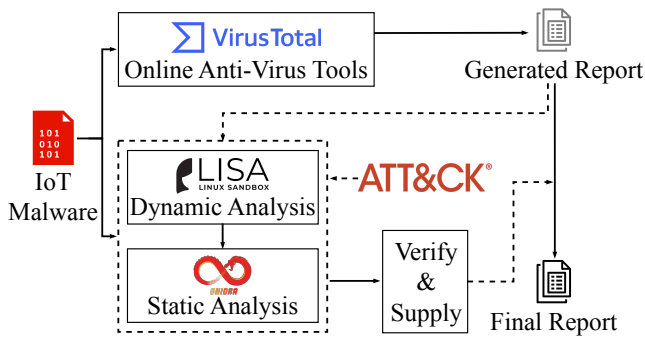 VirusTotal
Online Anti-Virus Tools
Generated Report
101
010
101
IoT
Malware
LISA
LINUX SANDBOX
Dynamic Analysis
ATT&CK®
GHIDRA
Static Analysis
Verify
&
Supply
Final Report